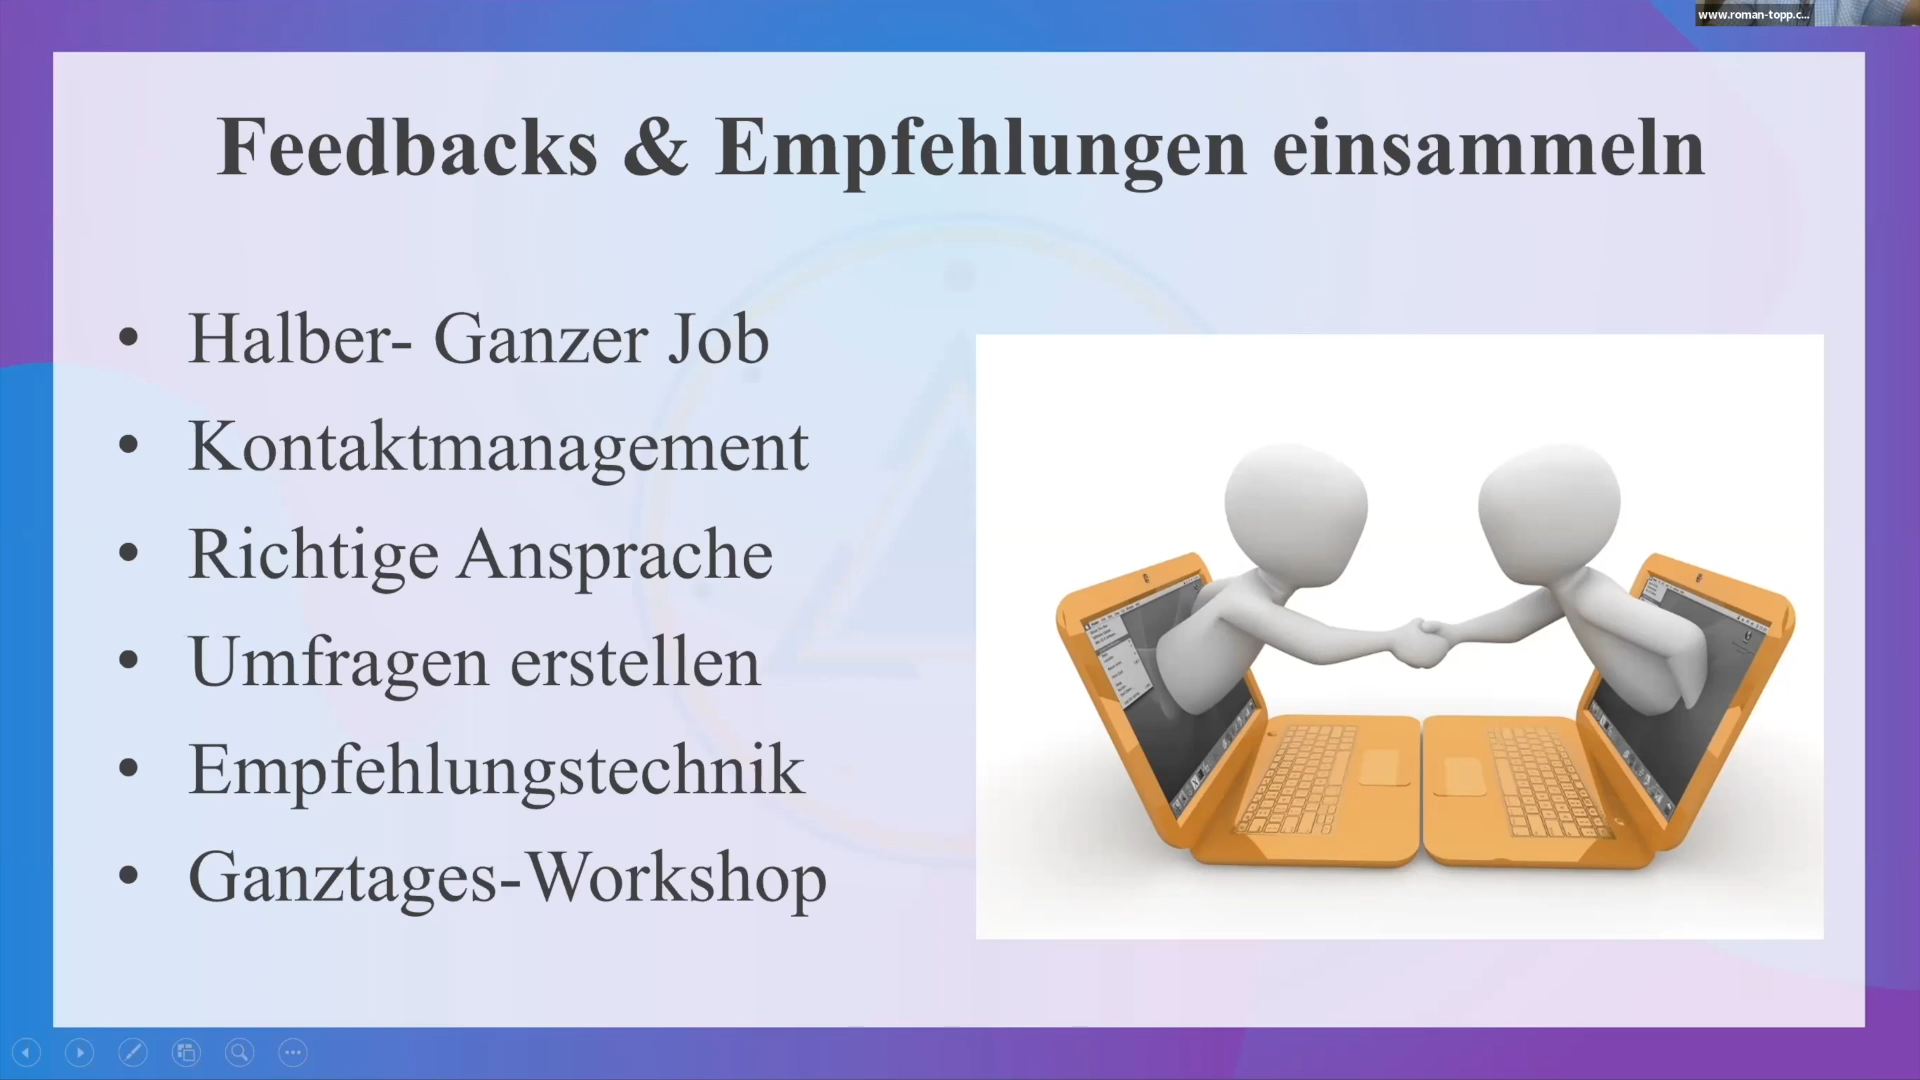 www.roman-topp.c...
Feedbacks & Empfehlungen einsammeln
• Halber- Ganzer Job
• Kontaktmanagement
• Richtige Ansprache
• Umfragen erstellen
• Empfehlungstechnik
• Ganztages-Workshop